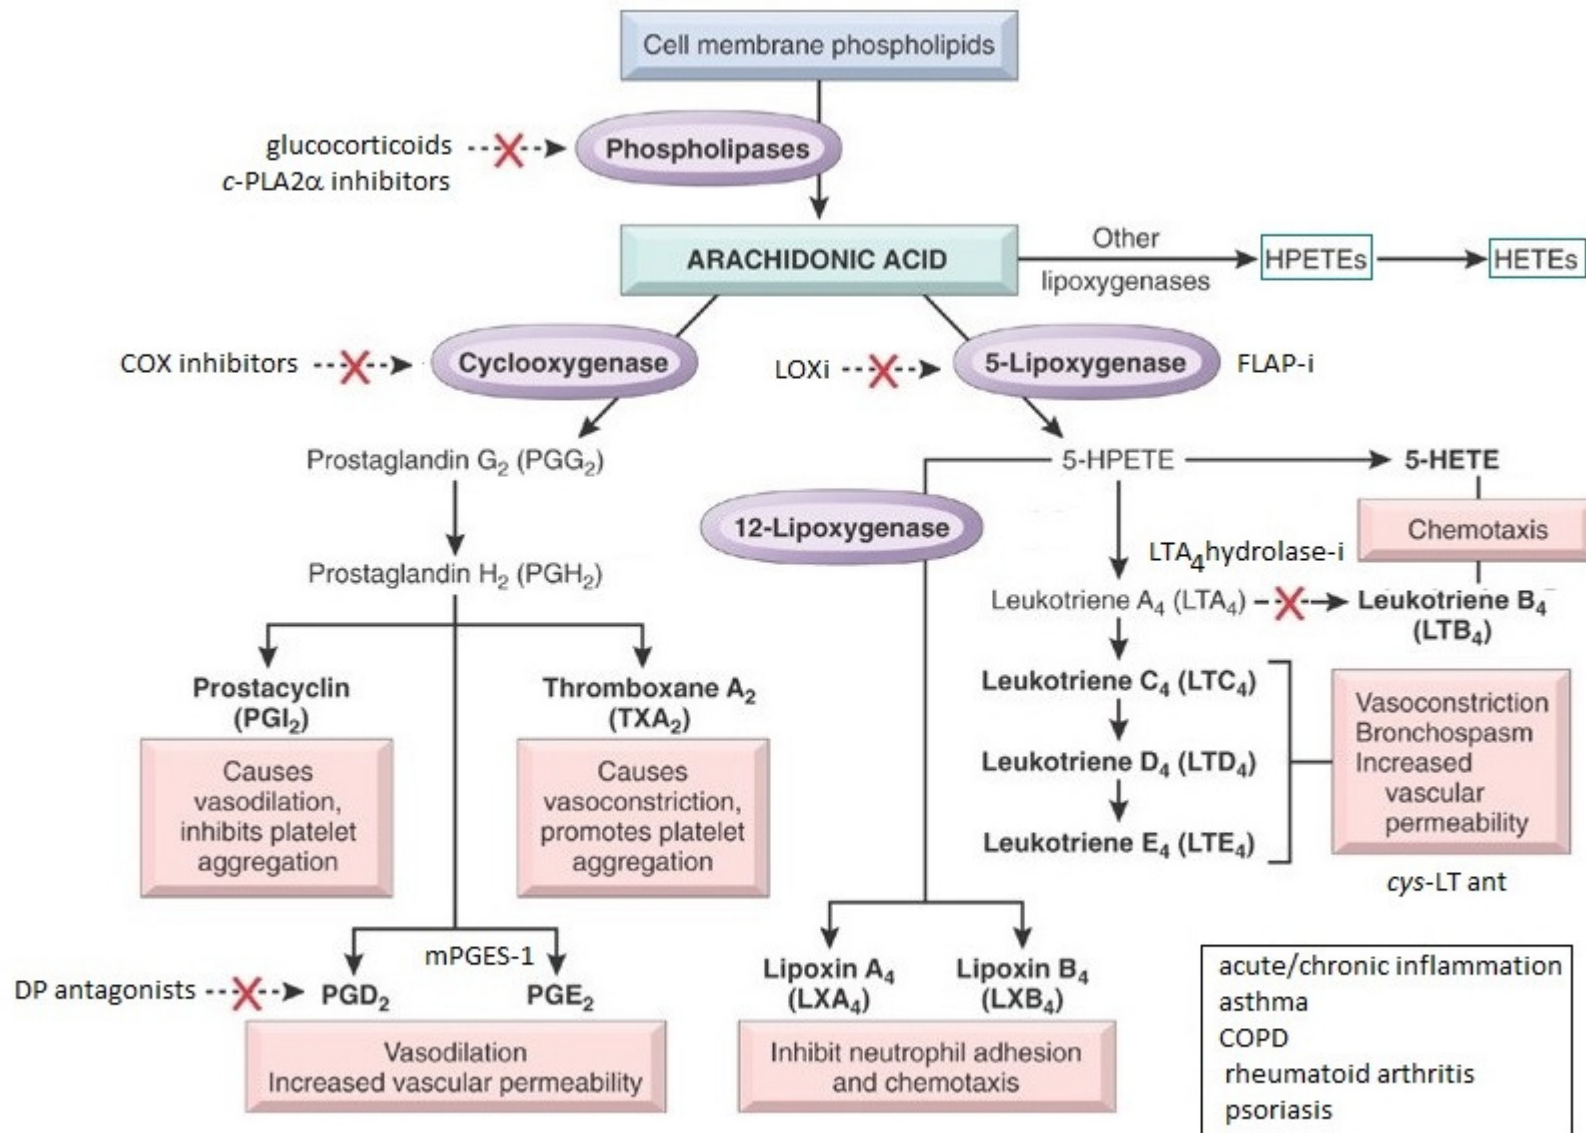 Cell membrane phospholipids
glucocorticoids
c-PLA2α inhibitors
Phospholipases
ARACHIDONIC ACID
Other
lipoxygenases
HPETEs
HETEs
COX inhibitors
Cyclooxygenase
LOXi
5-Lipoxygenase
FLAP-i
Prostaglandin G₂ (PGG₂)
5-HPETE
5-HETE
12-Lipoxygenase
Chemotaxis
LTA₄hydrolase-i
Prostaglandin H₂ (PGH₂)
Leukotriene A₄ (LTA₄)
Leukotriene B₄
(LTB₄)
Prostacyclin
(PGI₂)
Thromboxane A₂
(TXA₂)
Leukotriene C₄ (LTC₄)
Leukotriene D₄ (LTD₄)
Leukotriene E₄ (LTE₄)
Vasoconstriction
Bronchospasm
Increased
vascular
permeability
cys-LT ant
Causes
vasodilation,
inhibits platelet
aggregation
Causes
vasoconstriction,
promotes platelet
aggregation
mPGES-1
DP antagonists
PGD₂
PGE₂
Vasodilation
Increased vascular permeability
Lipoxin A₄
(LXA₄)
Lipoxin B₄
(LXB₄)
Inhibit neutrophil adhesion
and chemotaxis
acute/chronic inflammation
asthma
COPD
rheumatoid arthritis
psoriasis